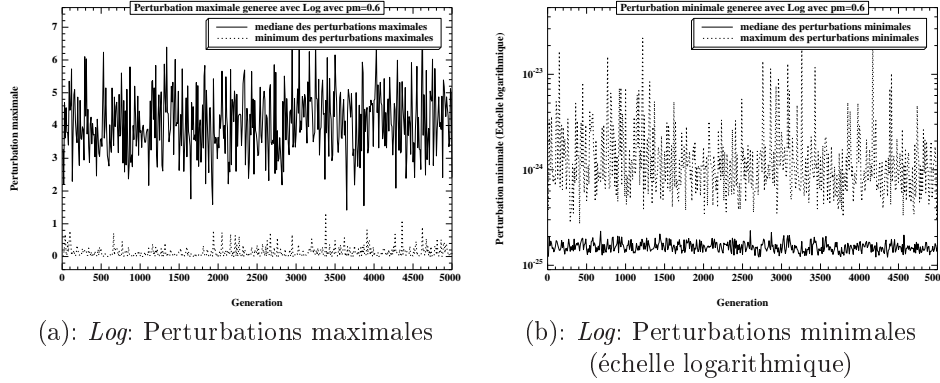 Perturbation maximale generee avec Log avec pm=0.6
mediane des perturbations maximales
minimum des perturbations maximales
Perturbation maximale
7
6
5
4
3
2
1
0
0 500 1000 1500 2000 2500 3000 3500 4000 4500 5000
Generation
(a): Log: Perturbations maximales
Perturbation minimale generee avec Log avec pm=0.6
mediane des perturbations minimales
maximum des perturbations minimales
Perturbation minimale (Echelle logarithmique)
10-23
10-24
10-25
0 500 1000 1500 2000 2500 3000 3500 4000 4500 5000
Generation
(b): Log: Perturbations minimales
(échelle logarithmique)